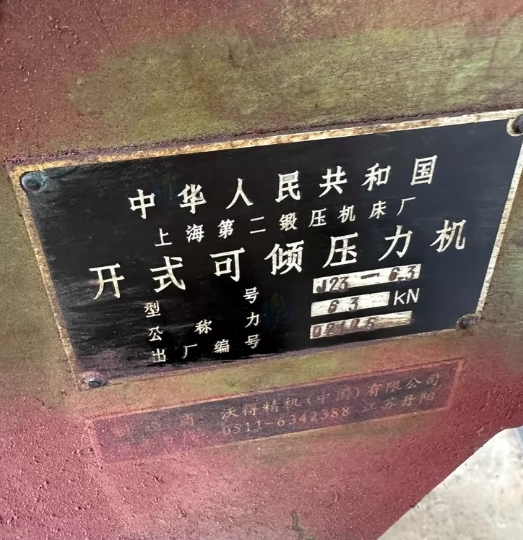 中华人民共和国
上海第二锻压机床厂
开式可倾压力机
型号 J23-6.3
公称力 63 KN
出厂编号
沃得精机(中国)有限公司
0511-6342388 江苏丹阳